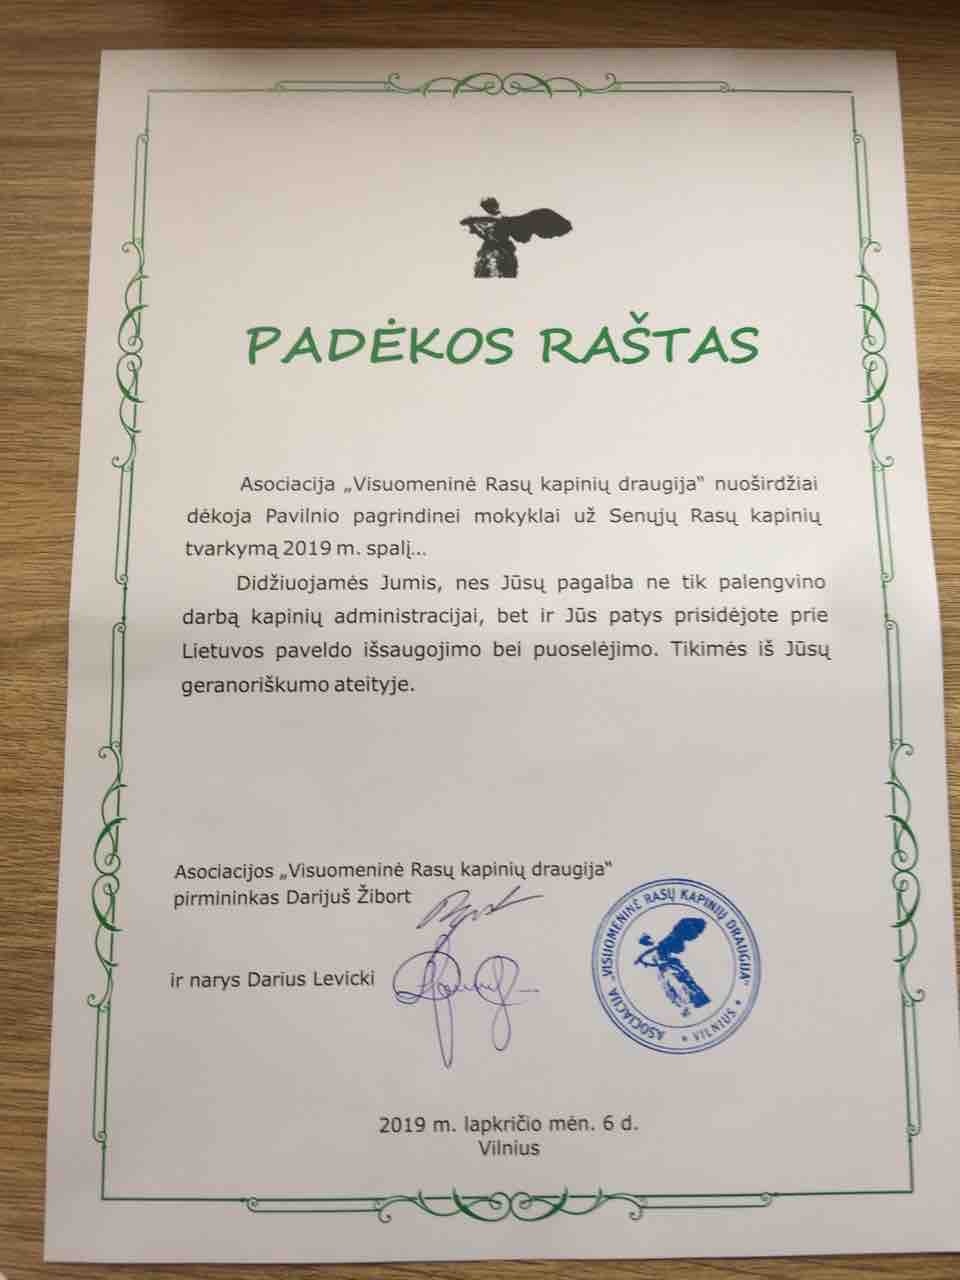 PADĖKOS RAŠTAS
Asociacija „Visuomeninė Rasų kapinių draugija“ nuoširdžiai
dėkoja Pavilnio pagrindinei mokyklai už Senųjų Rasų kapinių
tvarkymą 2019 m. spalį...
Didžiuojamės Jumis, nes Jūsų pagalba ne tik palengvino
darbą kapinių administracijai, bet ir Jūs patys prisidėjote prie
Lietuvos paveldo išsaugojimo bei puoselėjimo. Tikimės iš Jūsų
geranoriškumo ateityje.
Asociacijos „Visuomeninė Rasų kapinių draugija“
pirmininkas Darijuš Žibort
ir narys Darius Levicki
ASOCIACIJA „VISUOMENINĖ RASŲ KAPINIŲ DRAUGIJA“
* VILNIUS *
2019 m. lapkričio mėn. 6 d.
Vilnius